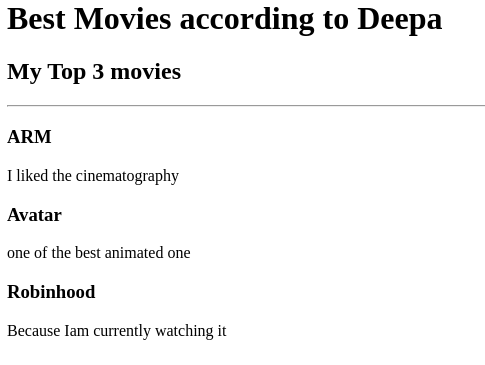 Best Movies according to Deepa
My Top 3 movies
ARM
I liked the cinematography
Avatar
one of the best animated one
Robinhood
Because Iam currently watching it